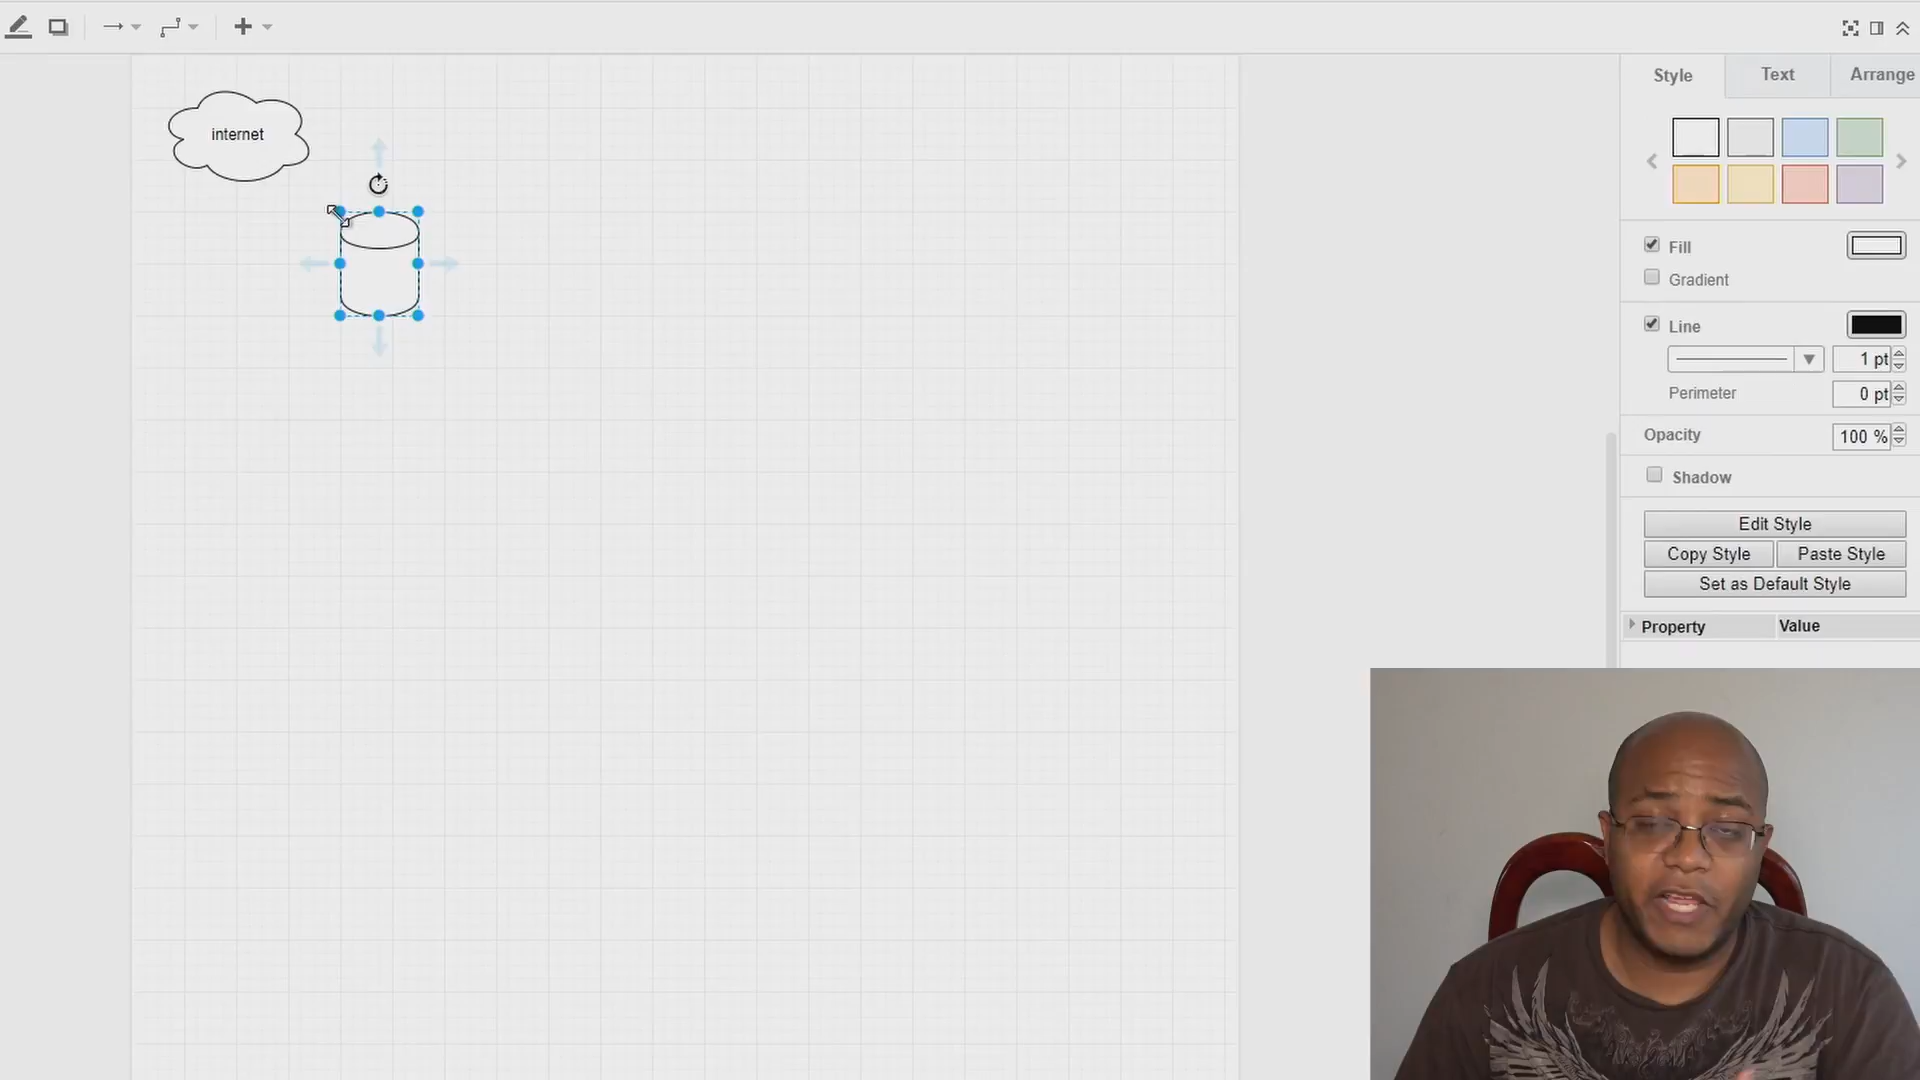 Style
Text
Arrange
internet
Fill
Gradient
Line
1 pt
Perimeter
0 pt
Opacity
100 %
Shadow
Edit Style
Copy Style
Paste Style
Set as Default Style
Property
Value